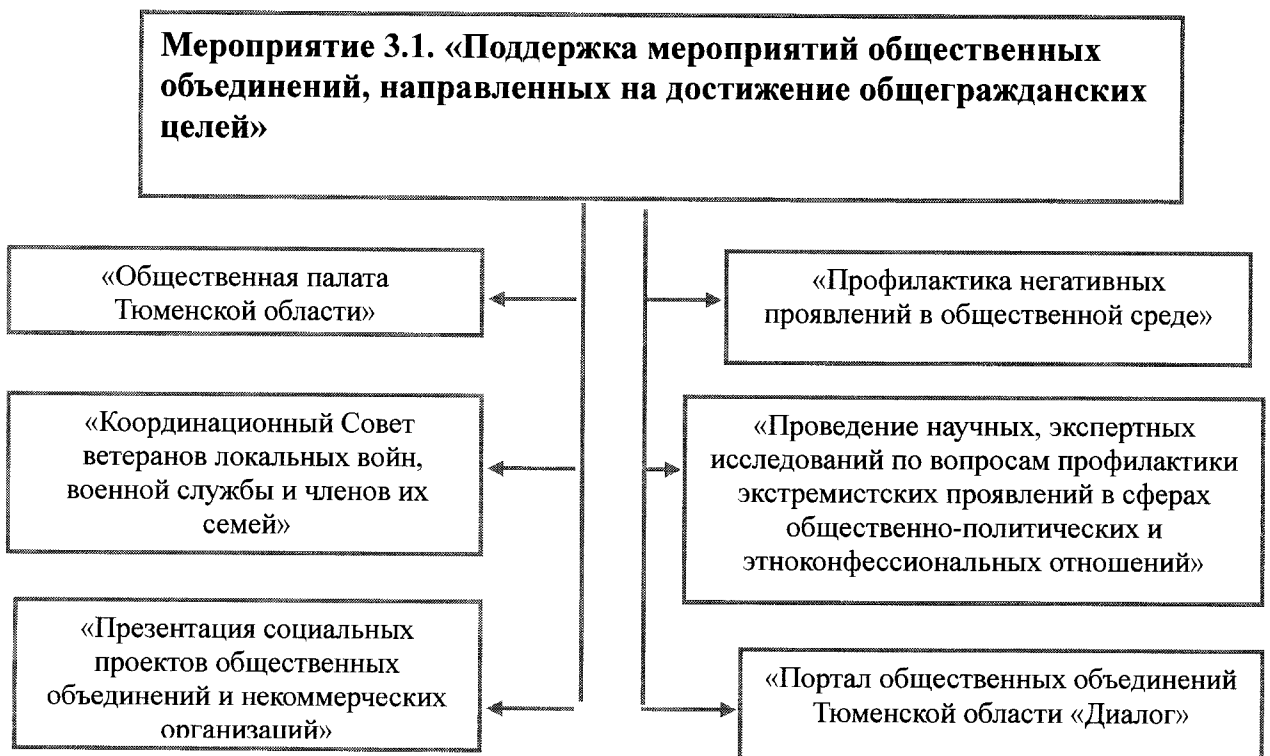 Мероприятие 3.1. «Поддержка мероприятий общественных
объединений, направленных на достижение общегражданских
целей»
«Общественная палата
Тюменской области»
«Профилактика негативных
проявлений в общественной среде»
«Координационный Совет
ветеранов локальных войн,
военной службы и членов их
семей»
«Проведение научных, экспертных
исследований по вопросам профилактики
экстремистских проявлений в сферах
общественно-политических и
этноконфессиональных отношений»
«Презентация социальных
проектов общественных
объединений и некоммерческих
организаций»
«Портал общественных объединений
Тюменской области «Диалог»